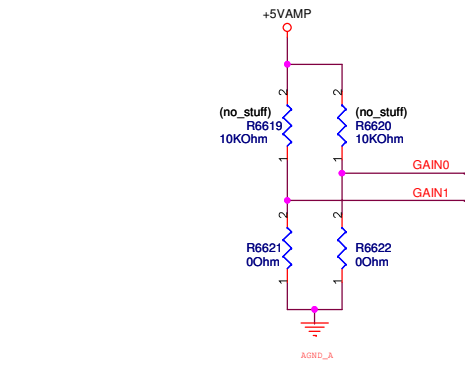 +5VAMP
2
2
(no_stuff)
(no_stuff)
R6619
R6620
10KOhm
10KOhm
1
1
GAIN0
GAIN1
2
2
R6621
R6622
0Ohm
0Ohm
1
1
AGND_A